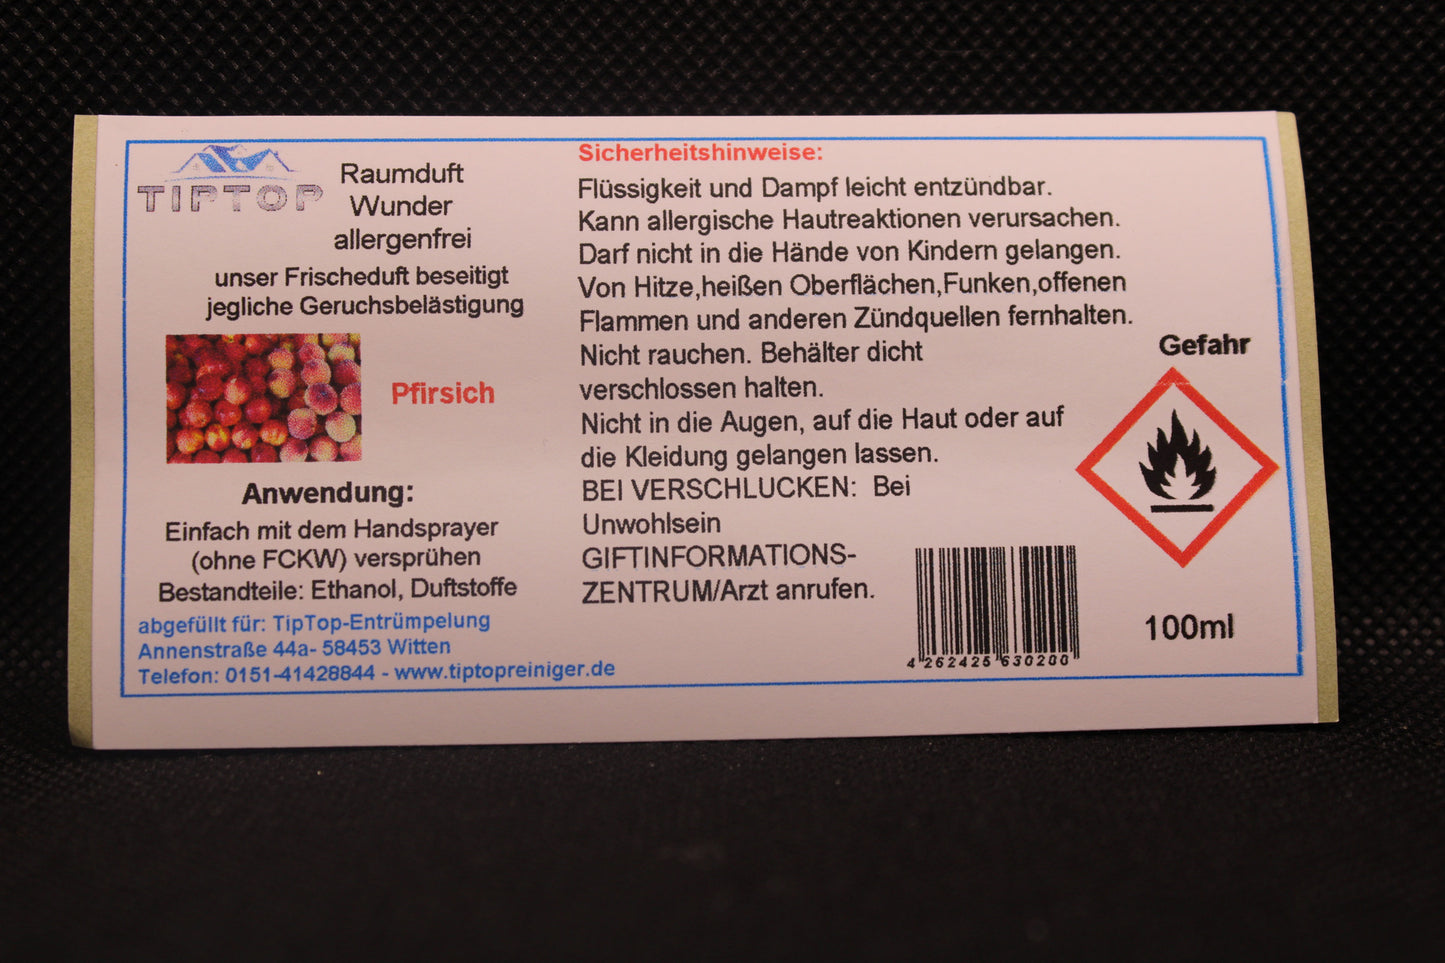 TIPTOP
Raumduft
Wunder
allergenfrei
unser Frischeduft beseitigt
jegliche Geruchsbelästigung
Pfirsich
Anwendung:
Einfach mit dem Handsprayer
(ohne FCKW) versprühen
Bestandteile: Ethanol, Duftstoffe
abgefüllt für: TipTop-Entrümpelung
Annenstraße 44a- 58453 Witten
Telefon: 0151-41428844 - www.tiptopreiniger.de
Sicherheitshinweise:
Flüssigkeit und Dampf leicht entzündbar.
Kann allergische Hautreaktionen verursachen.
Darf nicht in die Hände von Kindern gelangen.
Von Hitze,heißen Oberflächen,Funken,offenen
Flammen und anderen Zündquellen fernhalten.
Nicht rauchen. Behälter dicht
verschlossen halten.
Nicht in die Augen, auf die Haut oder auf
die Kleidung gelangen lassen.
BEI VERSCHLUCKEN: Bei
Unwohlsein
GIFTINFORMATIONS-
ZENTRUM/Arzt anrufen.
4 262425 630200
Gefahr
100ml